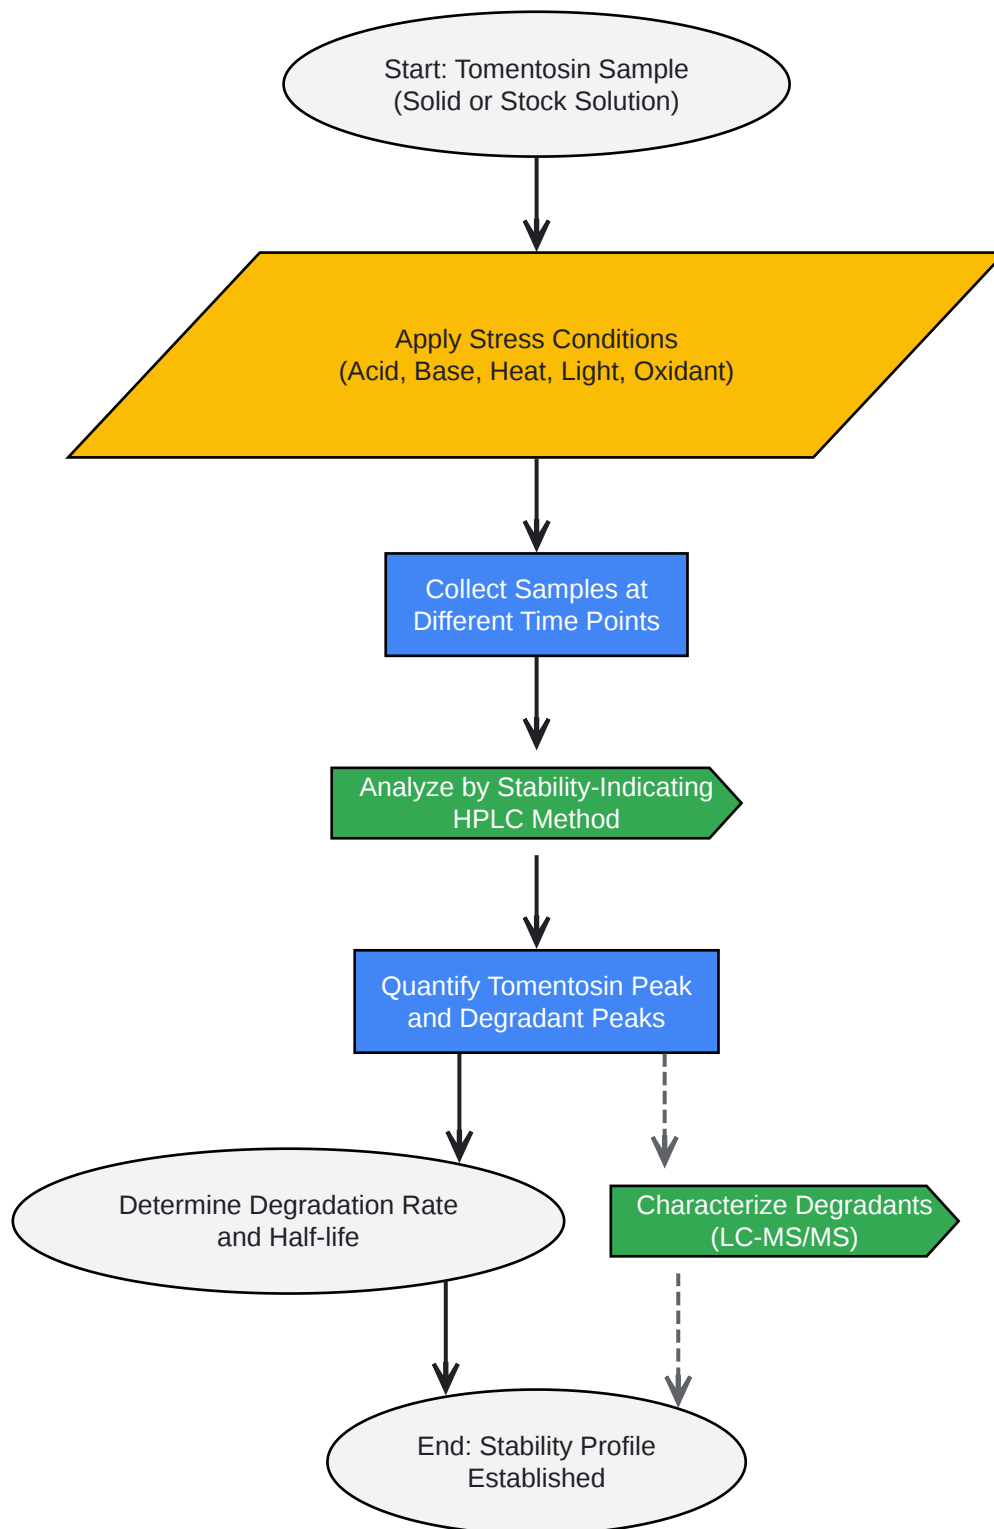 Start: Tomentosin Sample
(Solid or Stock Solution)
Apply Stress Conditions
(Acid, Base, Heat, Light, Oxidant)
Collect Samples at
Different Time Points
Analyze by Stability-Indicating
HPLC Method
Quantify Tomentosin Peak
and Degradant Peaks
Determine Degradation Rate
and Half-life
Characterize Degradants
(LC-MS/MS)
End: Stability Profile
Established